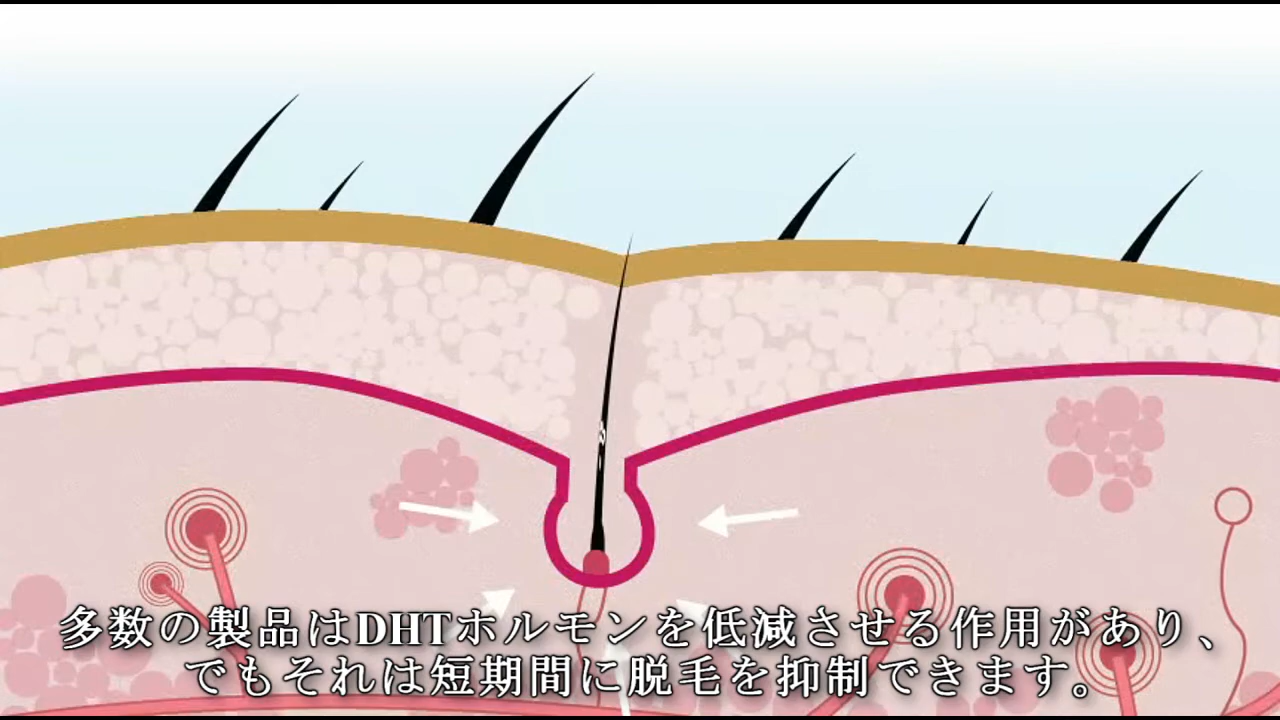 多数の製品はDHTホルモンを低減させる作用があり、
でもそれは短期間に脱毛を抑制できます。